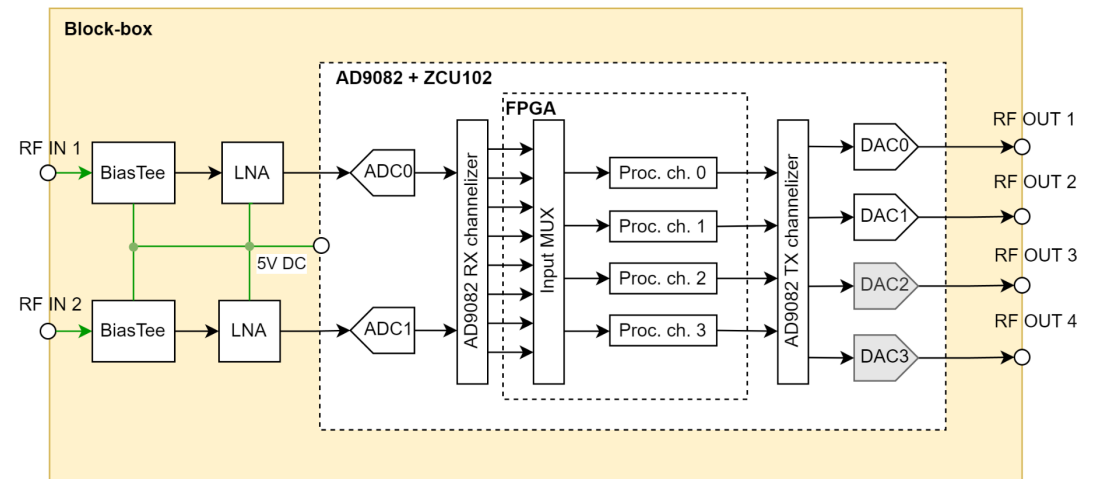 Block-box
AD9082 + ZCU102
FPGA
RF IN 1
BiasTee
LNA
ADC0
5V DC
RF IN 2
BiasTee
LNA
ADC1
AD9082 RX channelizer
Input MUX
Proc. ch. 0
Proc. ch. 1
Proc. ch. 2
Proc. ch. 3
AD9082 TX channelizer
DAC0
DAC1
DAC2
DAC3
RF OUT 1
RF OUT 2
RF OUT 3
RF OUT 4